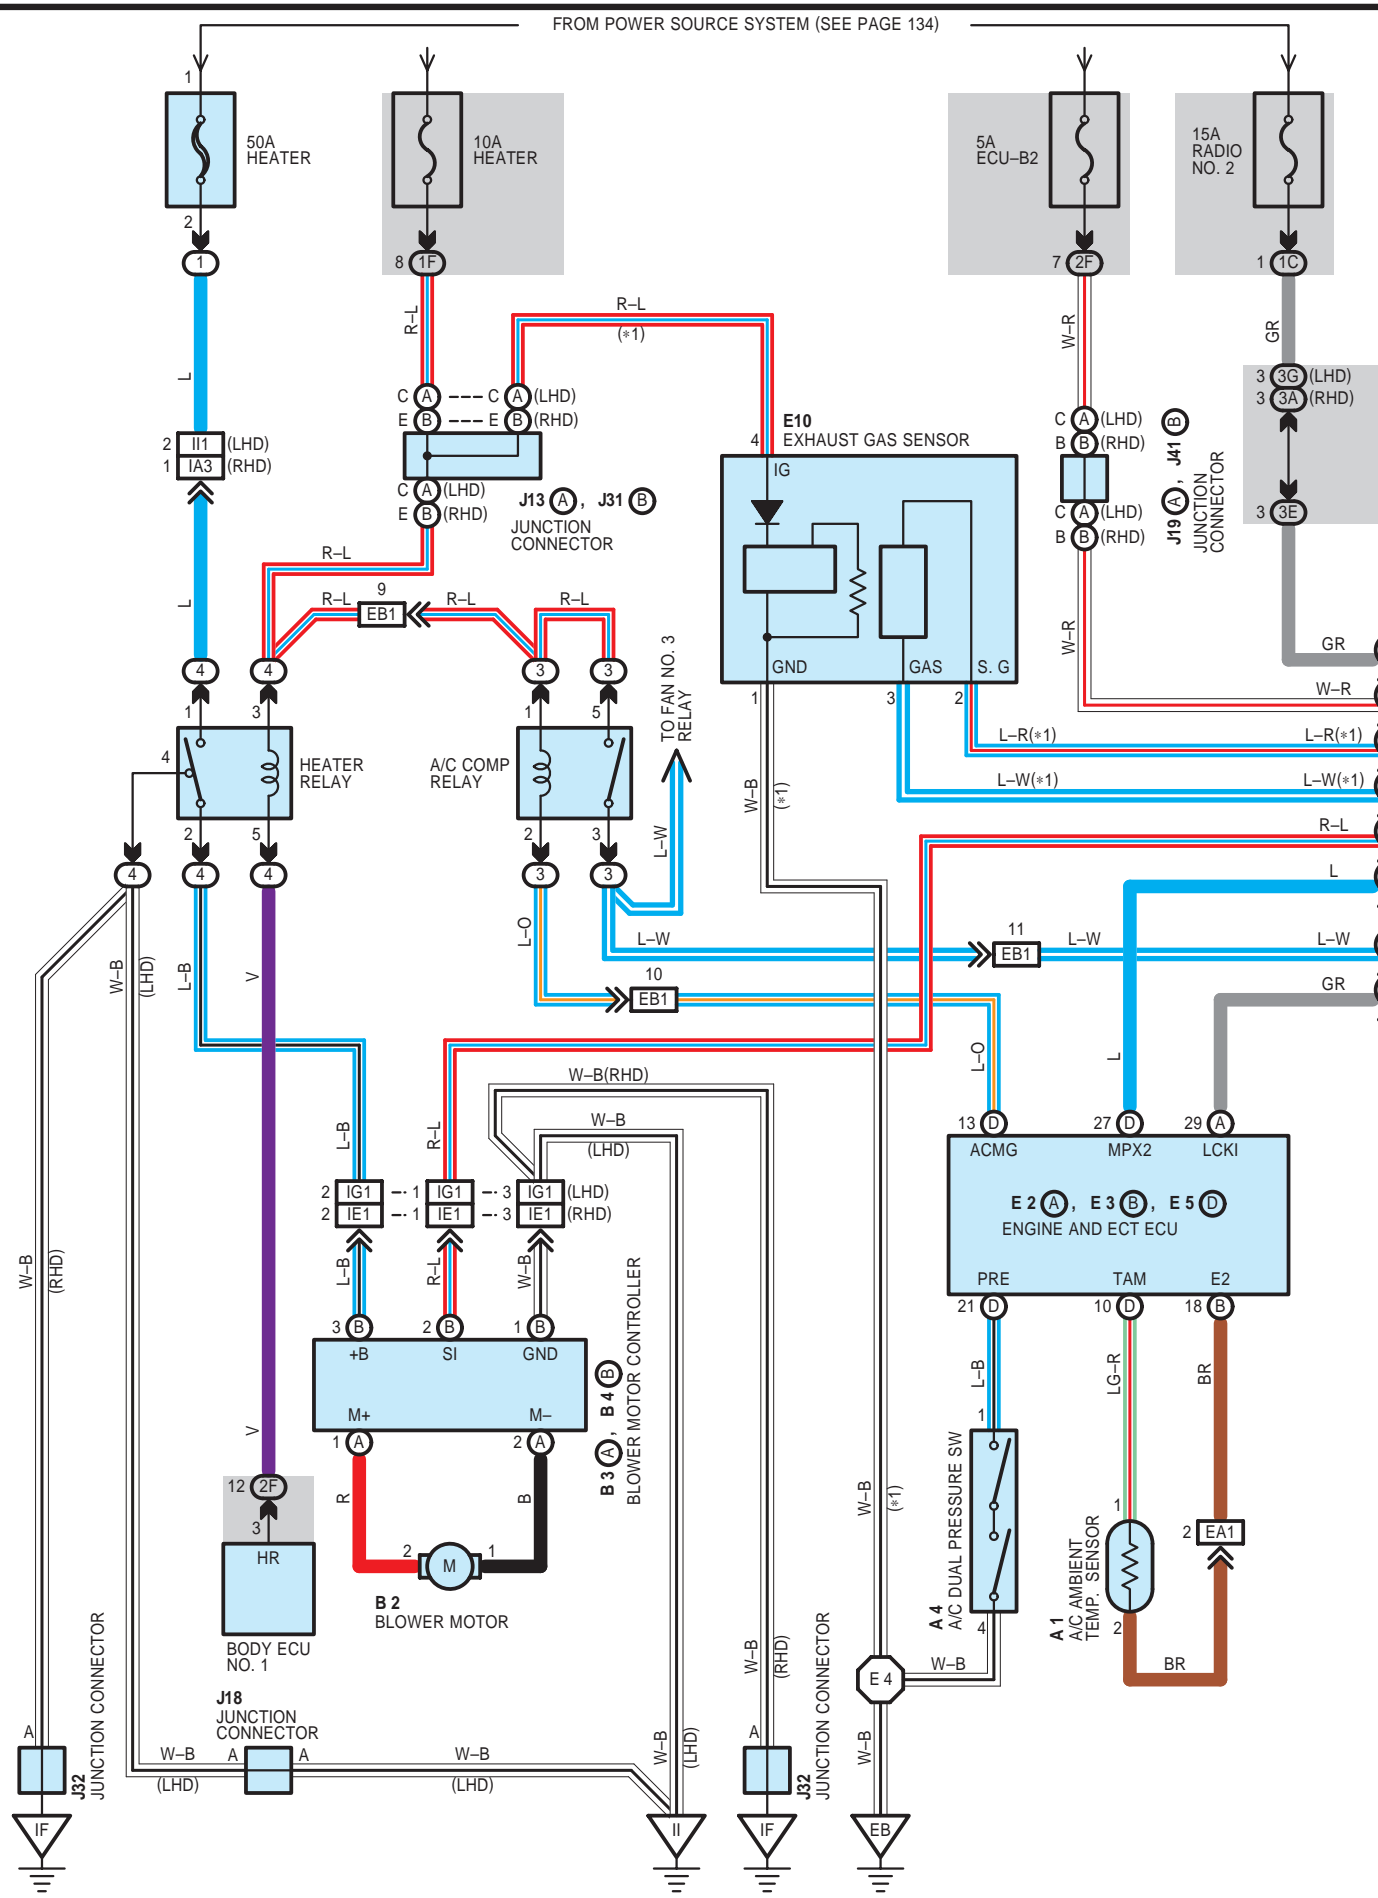 FROM POWER SOURCE SYSTEM (SEE PAGE 134)
1
50A
HEATER
10A
HEATER
5A
ECU–B2
15A
RADIO
NO. 2
2
1
8 1F
7 2F
1 1C
R–L
R–L
(∗1)
W–R
GR
L
C A C A (LHD)
E B E B (RHD)
3 3G (LHD)
3 3A (RHD)
C A (LHD)
B B (RHD)
2 II1 (LHD)
1 IA3 (RHD)
E10
4 EXHAUST GAS SENSOR
IG
C A (LHD)
E B (RHD)
J13 A , J31 B
JUNCTION
CONNECTOR
C A (LHD)
B B (RHD)
J19 A , J41 B
JUNCTION
CONNECTOR
3 3E
R–L
9
R–L EB1 R–L
R–L
L
W–R
GR
4 4 3 3
TO FAN NO. 3
RELAY
GND GAS S. G
1 3 2
W–R
1 3 1 5
L–R(∗1) L–R(∗1)
4
HEATER
RELAY
A/C COMP
RELAY
L–W(∗1) L–W(∗1)
W–B
(∗1)
R–L
2 5 2 3
L–W
4 4 4 3 3
L
L–O
L–W
11
EB1
L–W L–W
W–B
(LHD)
L–B
V
10
EB1
GR
L–O
L
W–B(RHD)
W–B
(LHD)
13 D 27 D 29 A
ACMG MPX2 LCKI
L–B
R–L
2 IG1 1 IG1 3 IG1 (LHD)
2 IE1 1 IE1 3 IE1 (RHD)
E 2 A , E 3 B , E 5 D
ENGINE AND ECT ECU
W–B
(RHD)
L–B
R–L
W–B
PRE TAM E2
21 D 10 D 18 B
3 B 2 B 1 B
+B SI GND
M+ M–
1 A 2 A
B 3 A , B 4 B
BLOWER MOTOR CONTROLLER
L–B
LG–R
BR
1
V
R
B
12 2F
3
HR
2 M 1
B 2
BLOWER MOTOR
W–B
(∗1)
A 4
A/C DUAL PRESSURE SW
4
1
A 1
A/C AMBIENT
TEMP. SENSOR
2
2 EA1
BR
BODY ECU
NO. 1
J18
JUNCTION
CONNECTOR
W–B
(RHD)
E 4
W–B
A
J32
JUNCTION CONNECTOR
W–B
(LHD)
A A
W–B
(LHD)
W–B
(LHD)
A
J32
JUNCTION CONNECTOR
W–B
IF II IF EB